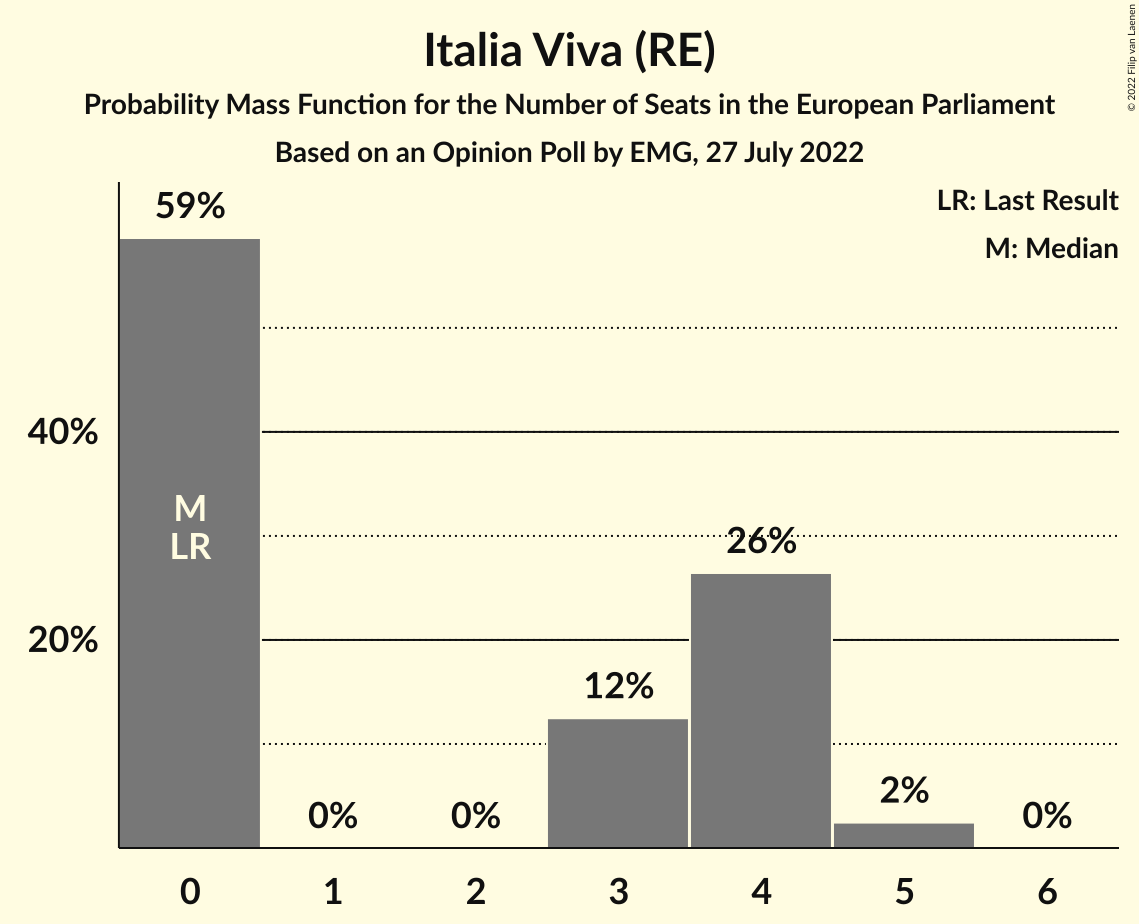 Italia Viva (RE)
Probability Mass Function for the Number of Seats in the European Parliament
Based on an Opinion Poll by EMG, 27 July 2022
© 2022 Filip van Laenen
LR: Last Result
M: Median
59%
40%
M
LR
26%
20%
12%
2%
0%
0%
0%
0
1
2
3
4
5
6